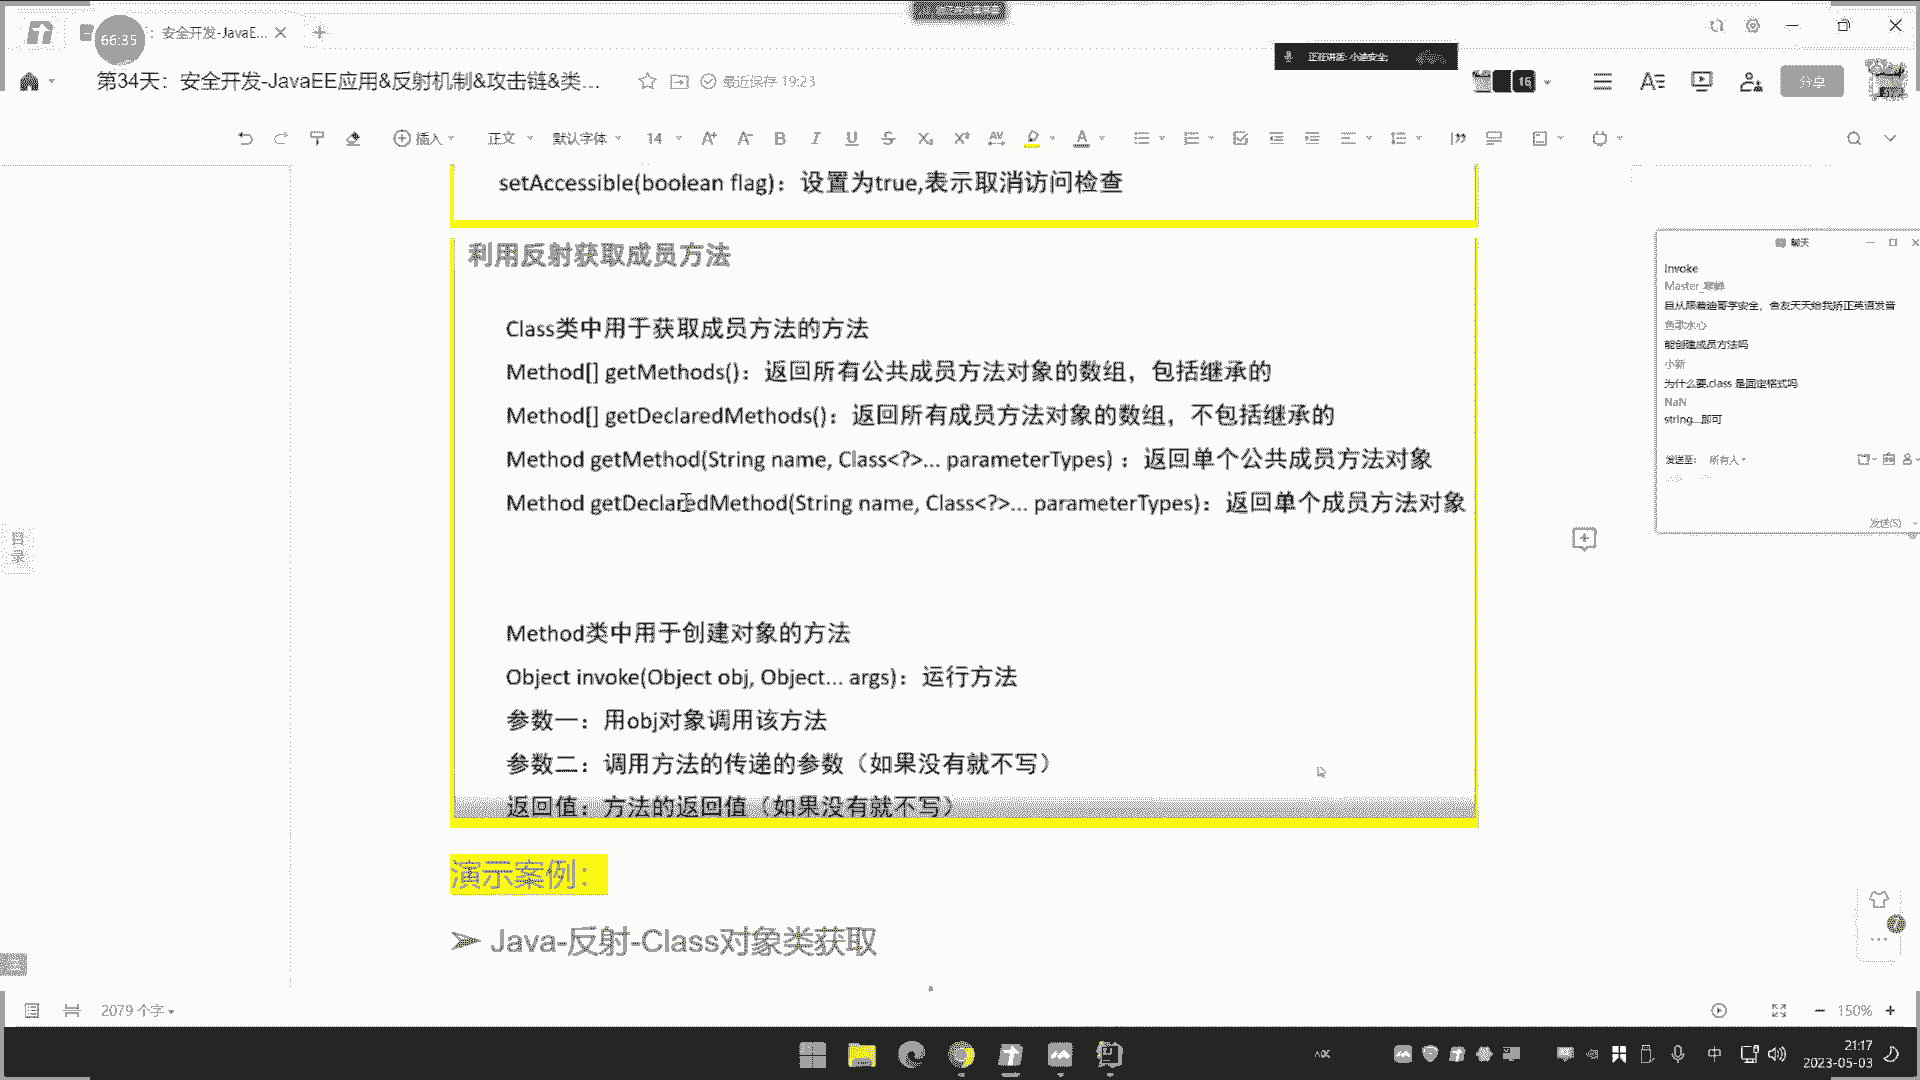 66:35
安全开发-JavaE...
正在讲话: 小迪安全;
第34天：安全开发-JavaEE应用&反射机制&攻击链&类...
最近保存 19:23
16
分享
插入
正文
默认字体
14
setAccessible(boolean flag)：设置为true,表示取消访问检查
利用反射获取成员方法
Class类中用于获取成员方法的方法
Method[] getMethods()：返回所有公共成员方法对象的数组，包括继承的
Method[] getDeclaredMethods()：返回所有成员方法对象的数组，不包括继承的
Method getMethod(String name, Class<?>... parameterTypes) ：返回单个公共成员方法对象
Method getDeclaredMethod(String name, Class<?>... parameterTypes)：返回单个成员方法对象
Method类中用于创建对象的方法
Object invoke(Object obj, Object... args)：运行方法
参数一：用obj对象调用该方法
参数二：调用方法的传递的参数（如果没有就不写）
返回值：方法的返回值（如果没有就不写）
演示案例：
➢ Java-反射-Class对象类获取
目录
聊天
Invoke
自从跟着迪哥学安全，舍友天天给我矫正英语发音
能创建成员方法吗
小新
为什么要.class 是固定格式吗
NaN
string...即可
发送至: 所有人
发送(S)
2079 个字
150%
中
21:17
2023-05-03